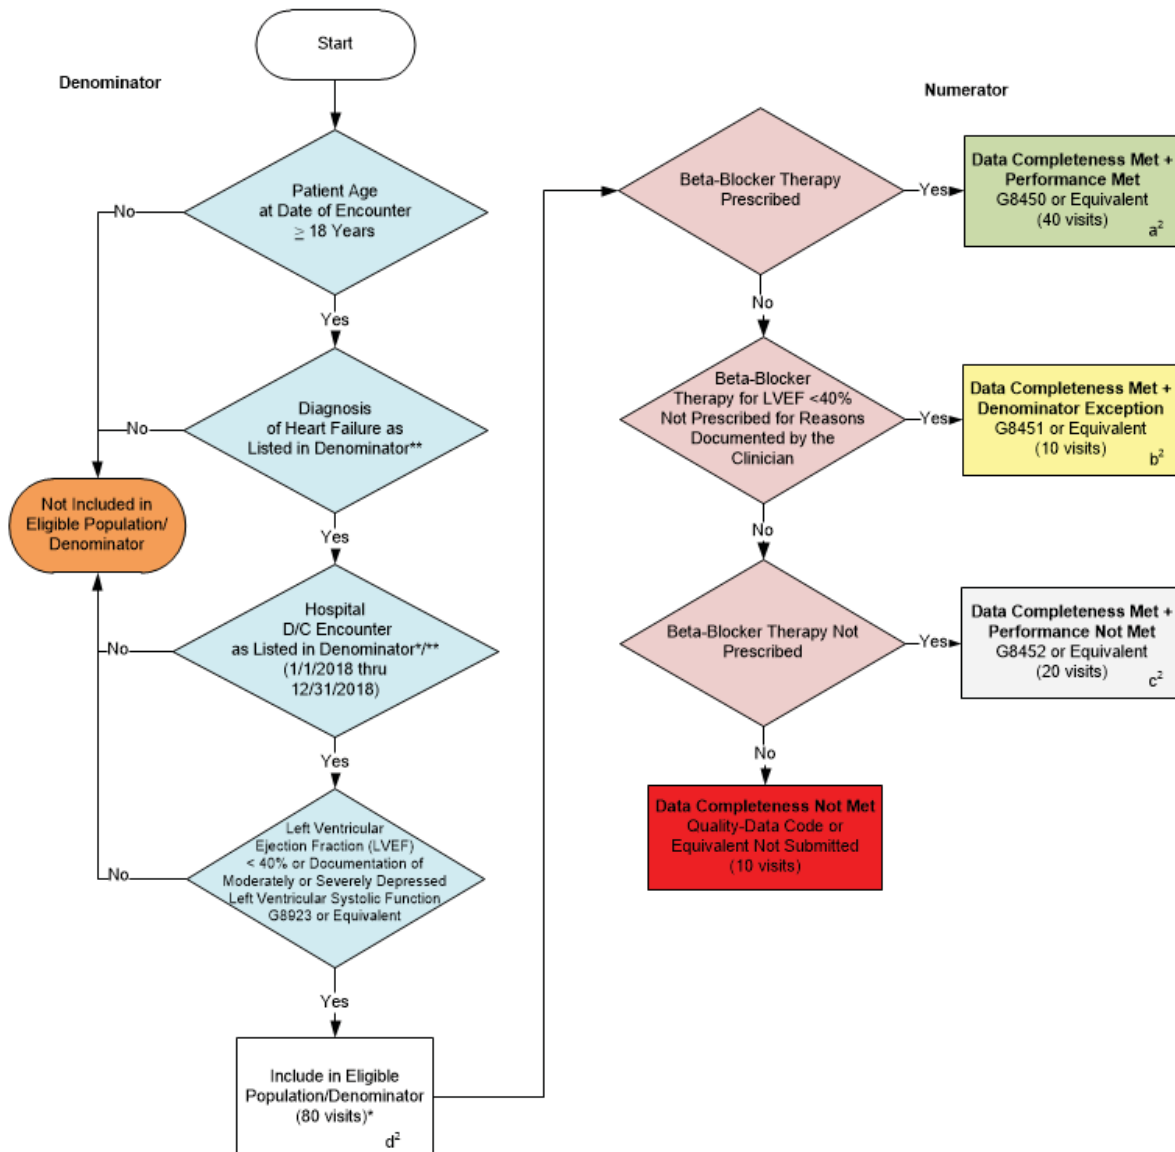 Start
Denominator
Patient Age
at Date of Encounter
≥ 18 Years
No
Yes
Diagnosis
of Heart Failure as
Listed in Denominator**
No
Yes
Not Included in
Eligible Population/
Denominator
Hospital
D/C Encounter
as Listed in Denominator*/**
(1/1/2018 thru
12/31/2018)
No
Yes
Left Ventricular
Ejection Fraction (LVEF)
< 40% or Documentation of
Moderately or Severely Depressed
Left Ventricular Systolic Function
G8923 or Equivalent
No
Yes
Include in Eligible
Population/Denominator
(80 visits)*
d²
Numerator
Beta-Blocker Therapy
Prescribed
Yes
Data Completeness Met +
Performance Met
G8450 or Equivalent
(40 visits)
a²
No
Beta-Blocker
Therapy for LVEF <40%
Not Prescribed for Reasons
Documented by the
Clinician
Yes
Data Completeness Met +
Denominator Exception
G8451 or Equivalent
(10 visits)
b²
No
Beta-Blocker Therapy Not
Prescribed
Yes
Data Completeness Met +
Performance Not Met
G8452 or Equivalent
(20 visits)
c²
No
Data Completeness Not Met
Quality-Data Code or
Equivalent Not Submitted
(10 visits)